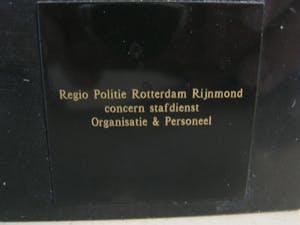 Regio Politie Rotterdam Rijnmond
concern stafdienst
Organisatie & Personeel